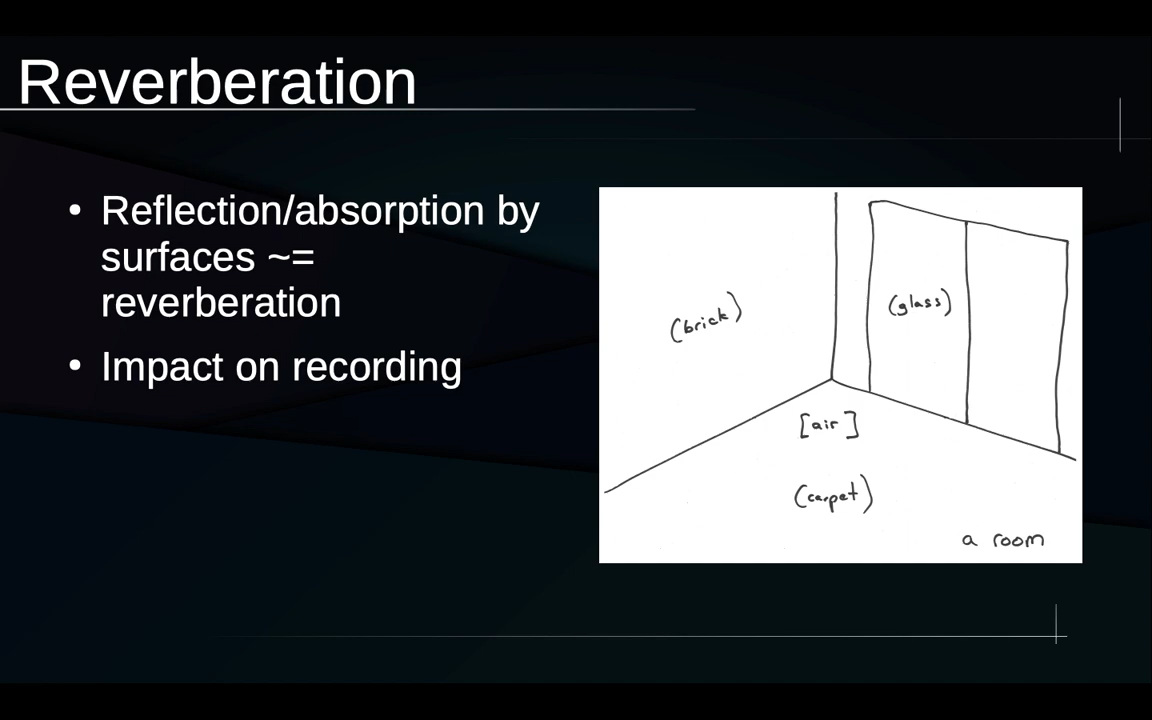 Reverberation
• Reflection/absorption by
surfaces ~=
reverberation
• Impact on recording
(brick)
(glass)
[air]
(carpet)
a room